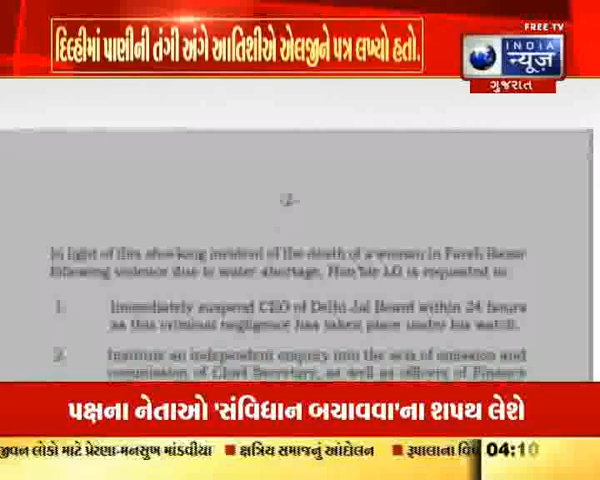 FREE-TV
દિલ્હીમાં પાણીની તંગી અંગે આતિશીએ એલજીને પત્ર લખ્યો હતો.
INDIA
न्यूज़
ગુજરાત
-2-
In light of this shocking incident of the death of a woman in Farsh Bazar
following violence due to water shortage, Hon'ble LG is requested to
1. Immediately suspend CEO of Delhi Jal Board within 24 hours
as this criminal negligence has taken place under his watch.
2. Institute an independent enquiry into the acts of omission and
commission of Chief Secretary, as well as officers of Finance
પક્ષના નેતાઓ 'સંવિધાન બચાવવા'ના શપથ લેશે
જીવન લોકો માટે પ્રેરણા-મનસુખ માંડવીયા ■ ક્ષત્રિય સમાજનું આંદોલન ■ રૂપાલાના
04:10